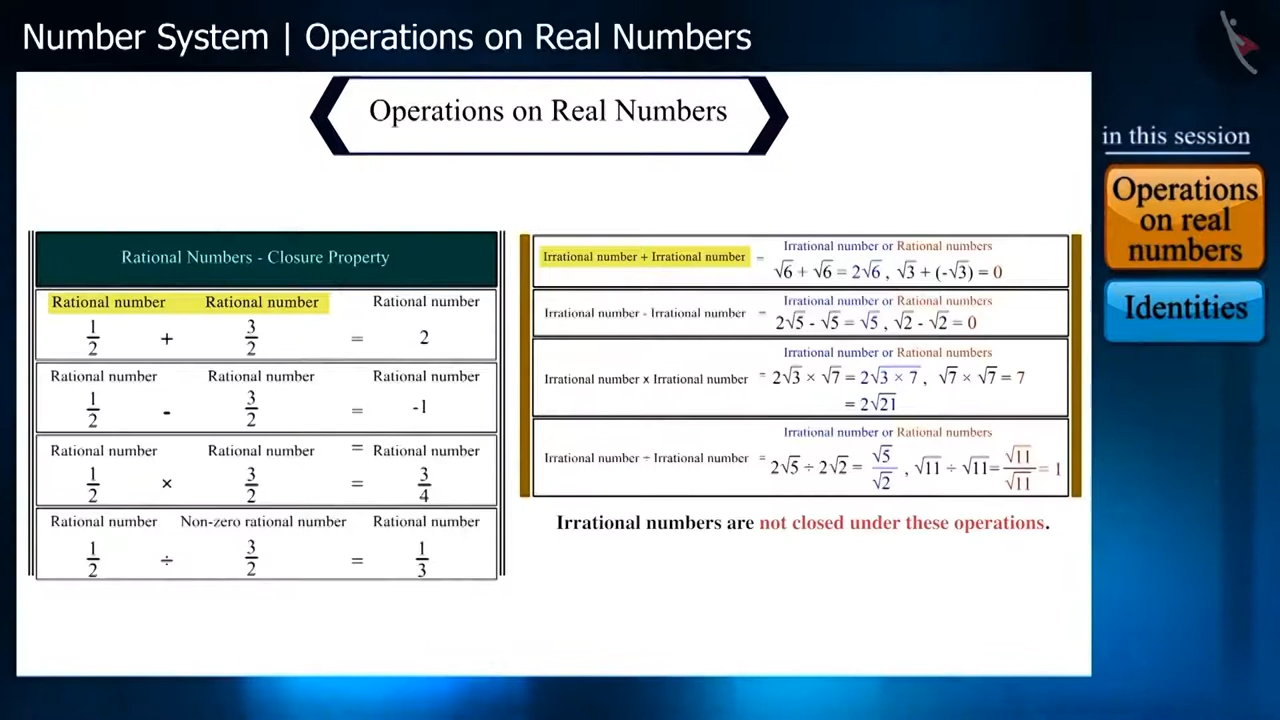 Number System | Operations on Real Numbers
Operations on Real Numbers
in this session
Operations
on real
numbers
Identities
Rational Numbers - Closure Property
Rational number Rational number Rational number
1/2 + 3/2 = 2
Rational number Rational number Rational number
1/2 - 3/2 = -1
Rational number Rational number = Rational number
1/2 × 3/2 = 3/4
Rational number Non-zero rational number Rational number
1/2 ÷ 3/2 = 1/3
Irrational number or Rational numbers
Irrational number + Irrational number = √6 + √6 = 2√6 , √3 + (-√3) = 0
Irrational number or Rational numbers
Irrational number - Irrational number = 2√5 - √5 = √5 , √2 - √2 = 0
Irrational number or Rational numbers
Irrational number x Irrational number = 2√3 × √7 = 2√(3 × 7) , √7 × √7 = 7
= 2√21
Irrational number or Rational numbers
Irrational number ÷ Irrational number = 2√5 ÷ 2√2 = √5/√2 , √11 ÷ √11 = √11/√11 = 1
Irrational numbers are not closed under these operations.